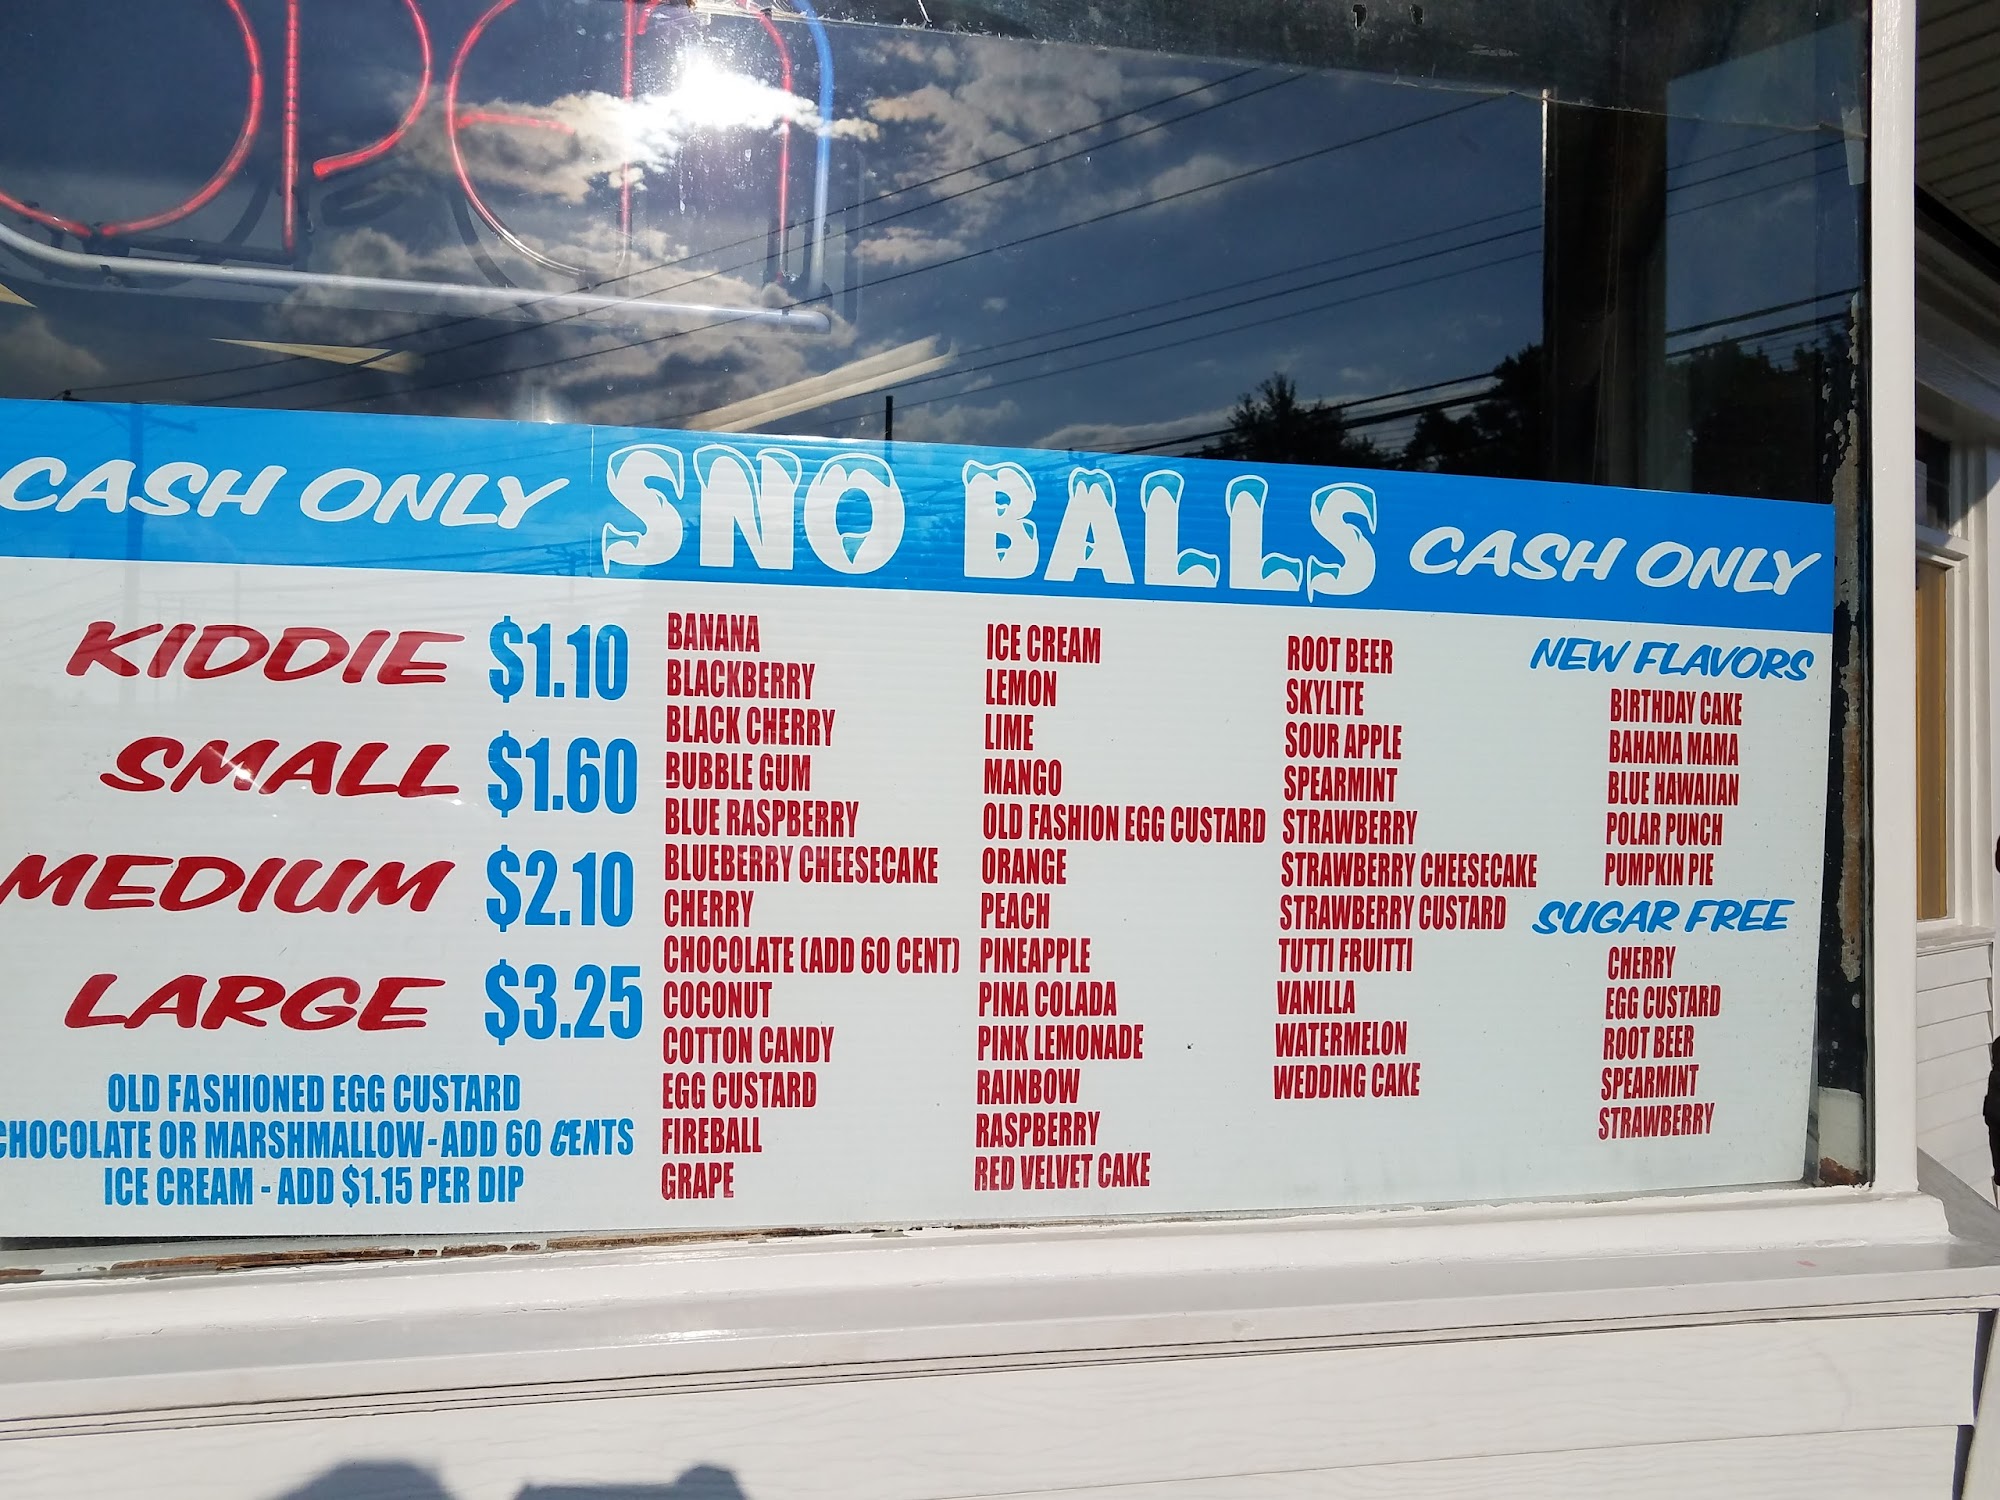 open
CASH ONLY SNO BALLS CASH ONLY
KIDDIE $1.10
SMALL $1.60
MEDIUM $2.10
LARGE $3.25
OLD FASHIONED EGG CUSTARD
CHOCOLATE OR MARSHMALLOW - ADD 60 CENTS
ICE CREAM - ADD $1.15 PER DIP
BANANA
BLACKBERRY
BLACK CHERRY
BUBBLE GUM
BLUE RASPBERRY
BLUEBERRY CHEESECAKE
CHERRY
CHOCOLATE (ADD 60 CENT)
COCONUT
COTTON CANDY
EGG CUSTARD
FIREBALL
GRAPE
ICE CREAM
LEMON
LIME
MANGO
OLD FASHION EGG CUSTARD
ORANGE
PEACH
PINEAPPLE
PINA COLADA
PINK LEMONADE
RAINBOW
RASPBERRY
RED VELVET CAKE
ROOT BEER
SKYLITE
SOUR APPLE
SPEARMINT
STRAWBERRY
STRAWBERRY CHEESECAKE
STRAWBERRY CUSTARD
TUTTI FRUITTI
VANILLA
WATERMELON
WEDDING CAKE
NEW FLAVORS
BIRTHDAY CAKE
BAHAMA MAMA
BLUE HAWAIIAN
POLAR PUNCH
PUMPKIN PIE
SUGAR FREE
CHERRY
EGG CUSTARD
ROOT BEER
SPEARMINT
STRAWBERRY